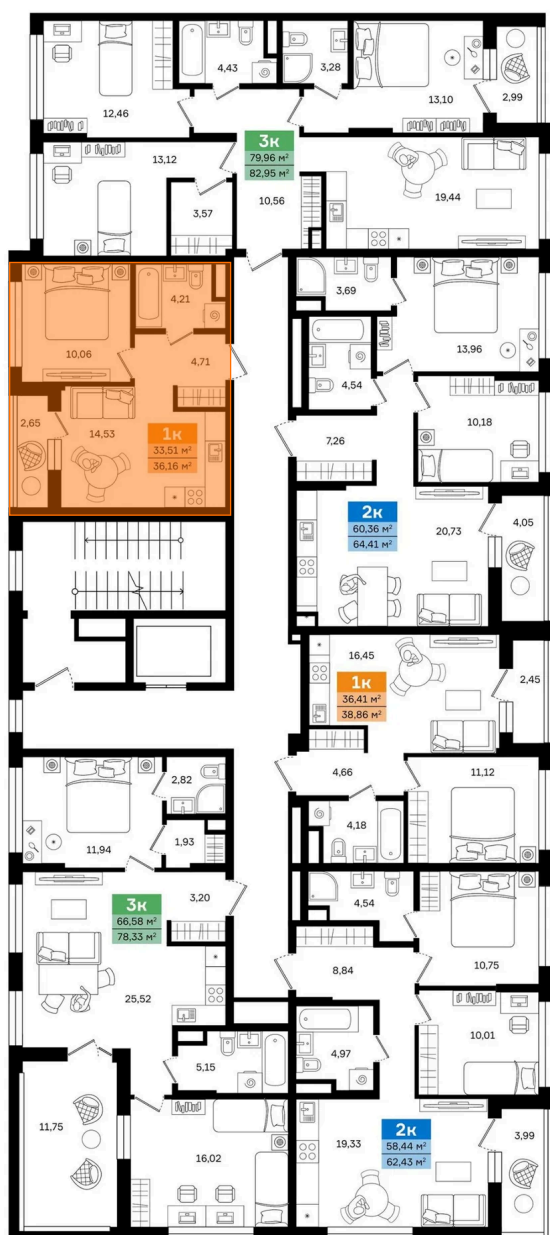 4,43
3,28
2,99
12,46
13,10
3к
79,96 м²
82,95 м²
13,12
19,44
3,57
10,56
4,21
3,69
10,06
4,71
13,96
4,54
2,65
14,53
1к
33,51 м²
36,16 м²
10,18
7,26
2к
60,36 м²
64,41 м²
20,73
4,05
16,45
1к
36,41 м²
38,86 м²
2,45
2,82
4,66
11,12
4,18
11,94
1,93
3к
66,58 м²
78,33 м²
3,20
4,54
8,84
10,75
25,52
10,01
5,15
4,97
11,75
16,02
19,33
2к
58,44 м²
62,43 м²
3,99